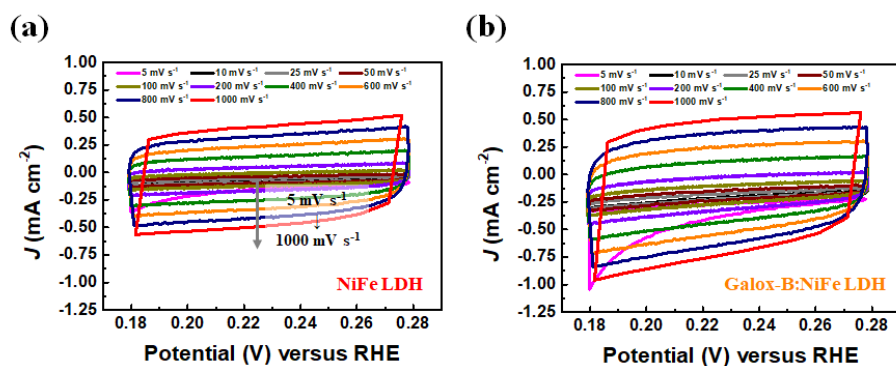 (a)
1.00
0.75
0.50
0.25
0.00
-0.25
-0.50
-0.75
-1.00
-1.25
J (mA cm⁻²)
5 mV s⁻¹ 10 mV s⁻¹ 25 mV s⁻¹ 50 mV s⁻¹
100 mV s⁻¹ 200 mV s⁻¹ 400 mV s⁻¹ 600 mV s⁻¹
800 mV s⁻¹ 1000 mV s⁻¹
5 mV s⁻¹
1000 mV s⁻¹
NiFe LDH
0.18 0.20 0.22 0.24 0.26 0.28
Potential (V) versus RHE
(b)
1.00
0.75
0.50
0.25
0.00
-0.25
-0.50
-0.75
-1.00
-1.25
J (mA cm⁻²)
5 mV s⁻¹ 10 mV s⁻¹ 25 mV s⁻¹ 50 mV s⁻¹
100 mV s⁻¹ 200 mV s⁻¹ 400 mV s⁻¹ 600 mV s⁻¹
800 mV s⁻¹ 1000 mV s⁻¹
Galox-B:NiFe LDH
0.18 0.20 0.22 0.24 0.26 0.28
Potential (V) versus RHE